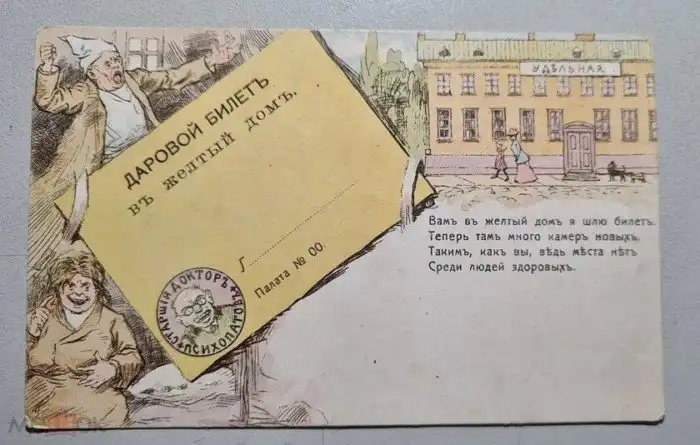 ДАРОВОЙ БИЛЕТЪ
въ желтый домъ.
Г.
Палата № 00.
СТАРШІЙ ДОКТОРЪ
ПСИХОПАТОВЪ
УДѢЛЬНАЯ
Вамъ въ желтый домъ я шлю билетъ.
Теперь тамъ много камеръ новыхъ.
Такимъ, какъ вы, вѣдь мѣста нѣтъ
Среди людей здоровыхъ.